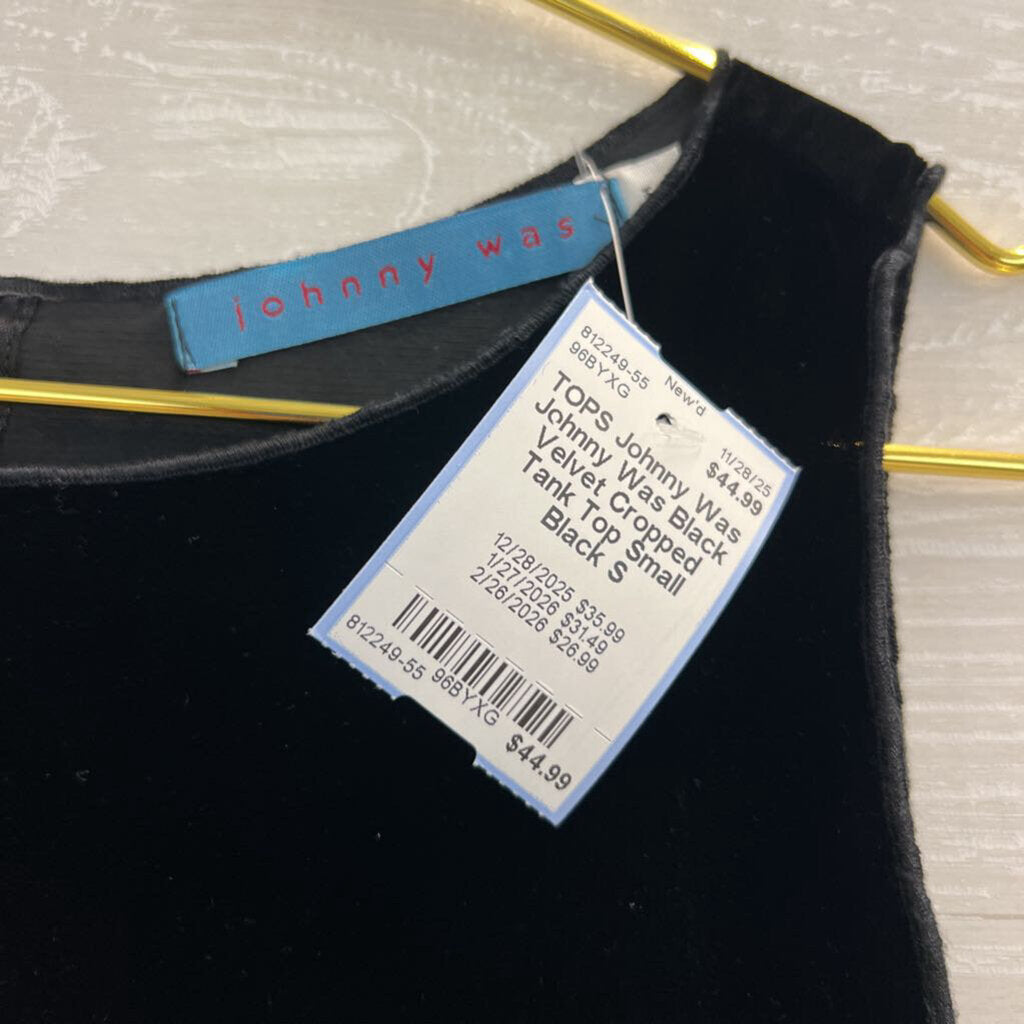 johnny was
812249-55 New'd 11/28/25
96BYXG $44.99
TOPS Johnny Was
Johnny Was Black
Velvet Cropped
Tank Top Small
Black S
12/28/2025 $35.99
1/27/2026 $31.49
2/26/2026 $26.99
812249-55 96BYXG
$44.99